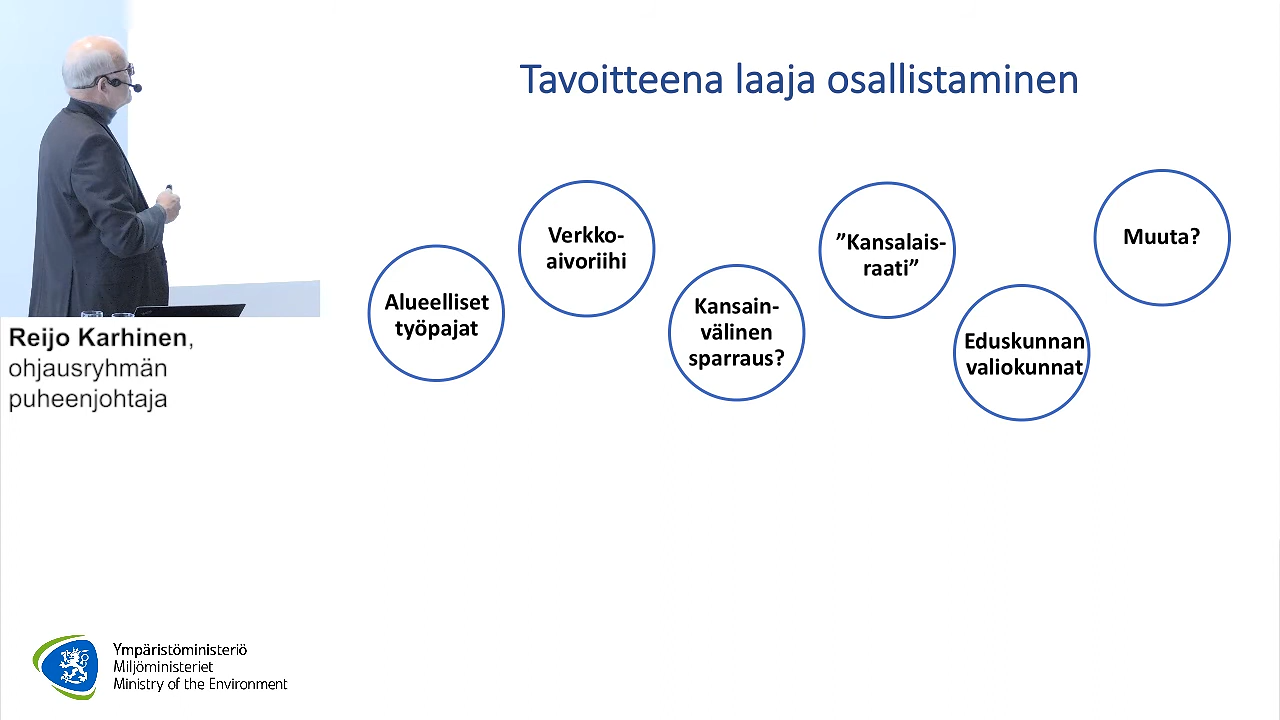 Tavoitteena laaja osallistaminen
Alueelliset
työpajat
Verkko-
aivoriihi
Kansain-
välinen
sparraus?
”Kansalais-
raati”
Eduskunnan
valiokunnat
Muuta?
Reijo Karhinen,
ohjausryhmän
puheenjohtaja
Ympäristöministeriö
Miljöministeriet
Ministry of the Environment